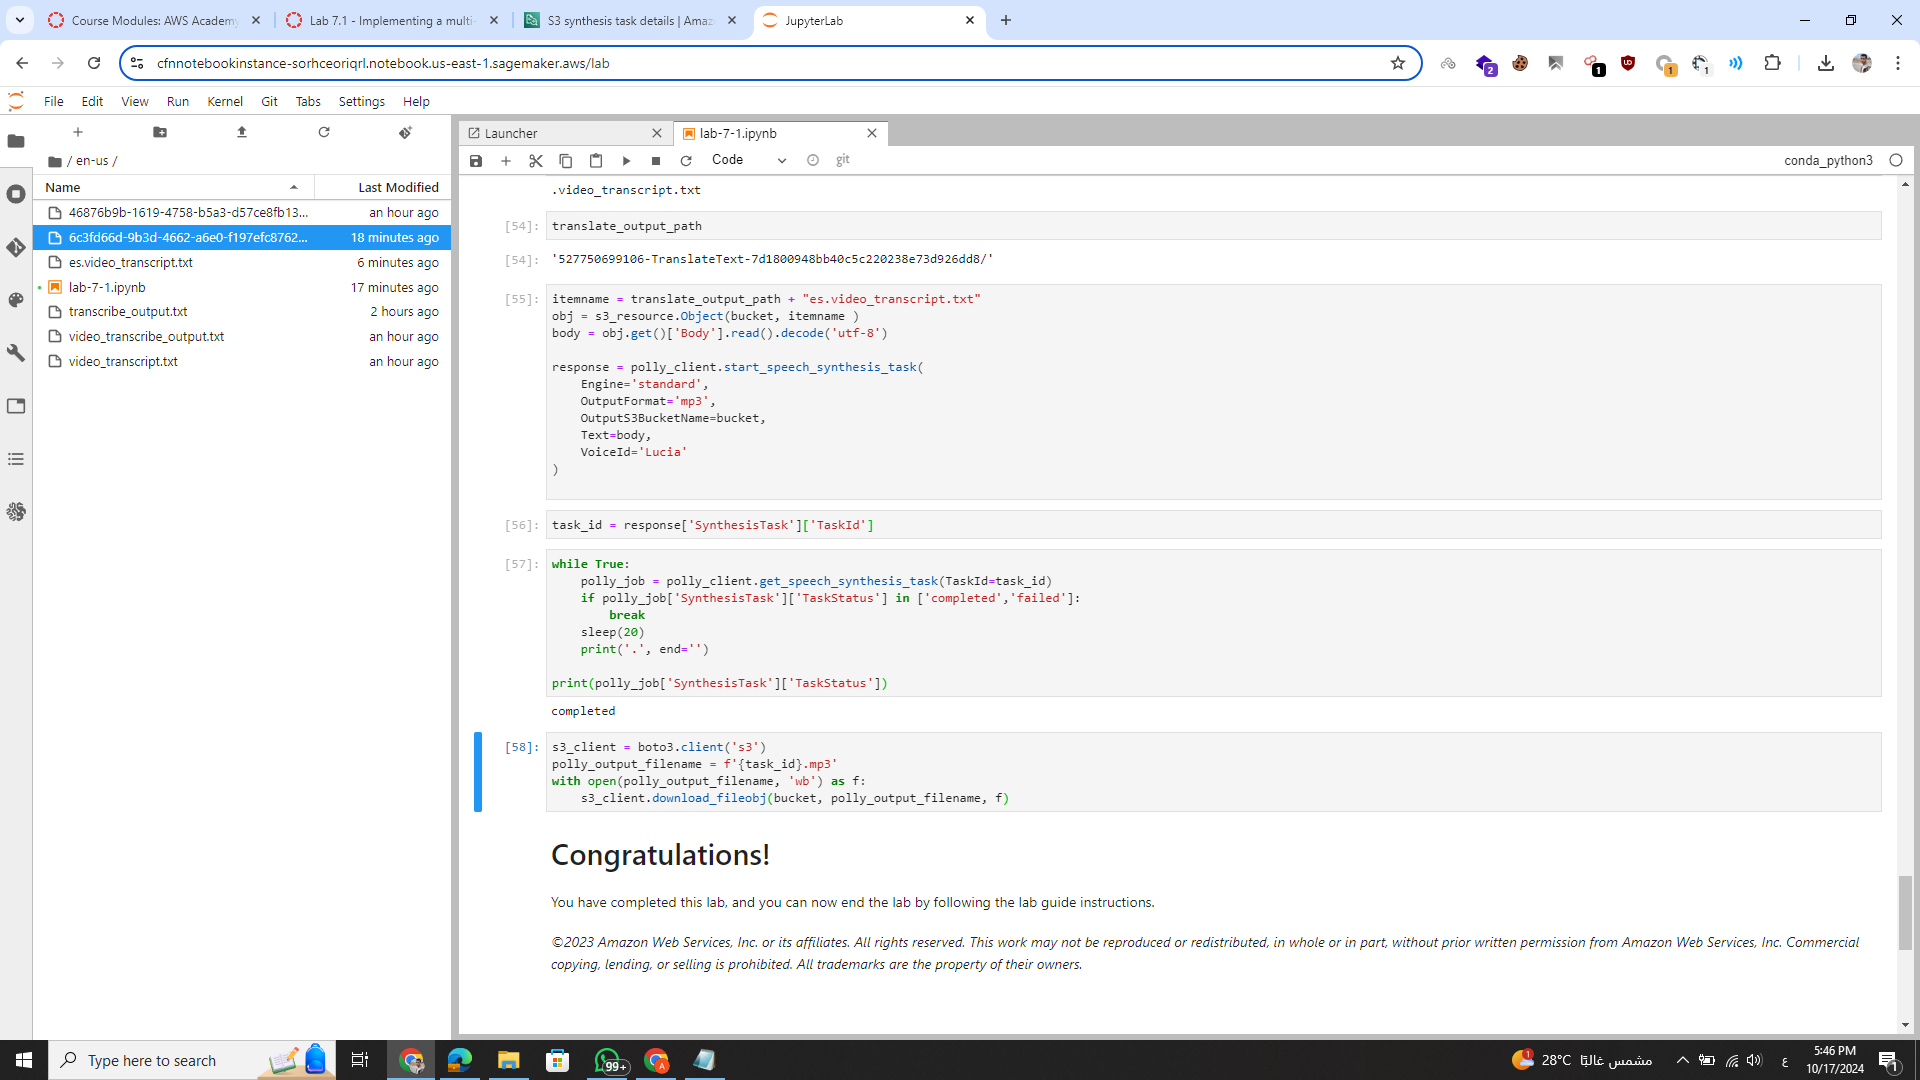 Course Modules: AWS Academy
Lab 7.1 - Implementing a multi-
S3 synthesis task details | Amaz
JupyterLab
cfnnotebookinstance-sorhceoriqrl.notebook.us-east-1.sagemaker.aws/lab
2
1
1
1
File Edit View Run Kernel Git Tabs Settings Help
/ en-us /
Name Last Modified
46876b9b-1619-4758-b5a3-d57ce8fb13... an hour ago
6c3fd66d-9b3d-4662-a6e0-f197efc8762... 18 minutes ago
es.video_transcript.txt 6 minutes ago
lab-7-1.ipynb 17 minutes ago
transcribe_output.txt 2 hours ago
video_transcribe_output.txt an hour ago
video_transcript.txt an hour ago
Launcher
lab-7-1.ipynb
Code git conda_python3
.video_transcript.txt
[54]: translate_output_path
[54]: '527750699106-TranslateText-7d1800948bb40c5c220238e73d926dd8/'
[55]: itemname = translate_output_path + "es.video_transcript.txt"
obj = s3_resource.Object(bucket, itemname )
body = obj.get()['Body'].read().decode('utf-8')
response = polly_client.start_speech_synthesis_task(
Engine='standard',
OutputFormat='mp3',
OutputS3BucketName=bucket,
Text=body,
VoiceId='Lucia'
)
[56]: task_id = response['SynthesisTask']['TaskId']
[57]: while True:
polly_job = polly_client.get_speech_synthesis_task(TaskId=task_id)
if polly_job['SynthesisTask']['TaskStatus'] in ['completed','failed']:
break
sleep(20)
print('.', end='')
print(polly_job['SynthesisTask']['TaskStatus'])
completed
[58]: s3_client = boto3.client('s3')
polly_output_filename = f'{task_id}.mp3'
with open(polly_output_filename, 'wb') as f:
s3_client.download_fileobj(bucket, polly_output_filename, f)
Congratulations!
You have completed this lab, and you can now end the lab by following the lab guide instructions.
©2023 Amazon Web Services, Inc. or its affiliates. All rights reserved. This work may not be reproduced or redistributed, in whole or in part, without prior written permission from Amazon Web Services, Inc. Commercial
copying, lending, or selling is prohibited. All trademarks are the property of their owners.
Type here to search
99+
A
1
28°C مشمس غالبًا
ع
5:46 PM
10/17/2024
1